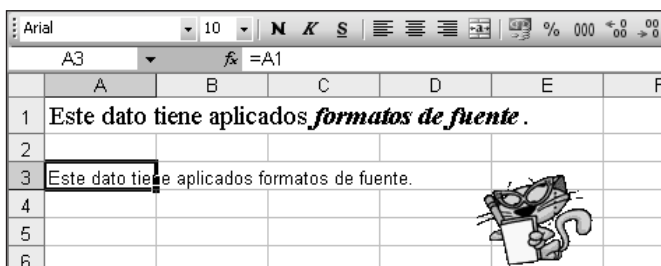 Arial 10 N K S % 000
A3 fx =A1
A B C D E F
1 Este dato tiene aplicados formatos de fuente.
2
3 Este dato tiene aplicados formatos de fuente.
4
5
6